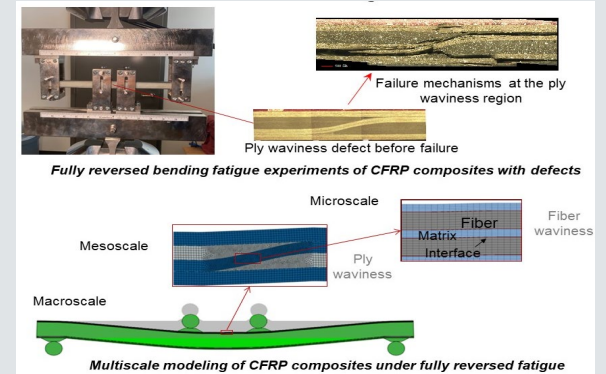 Failure mechanisms at the ply
waviness region
Ply waviness defect before failure
Fully reversed bending fatigue experiments of CFRP composites with defects
Microscale
Fiber
Matrix
Interface
Fiber
waviness
Mesoscale
Ply
waviness
Macroscale
Multiscale modeling of CFRP composites under fully reversed fatigue